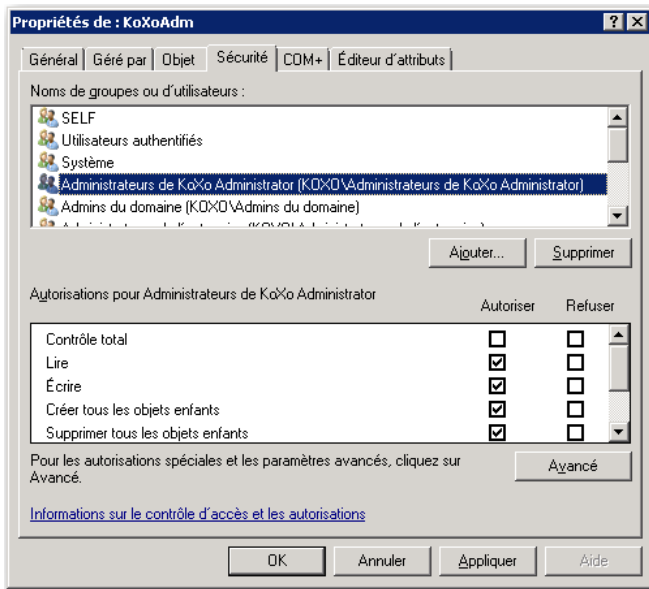 Propriétés de : KoXoAdm
Général Géré par Objet Sécurité COM+ Éditeur d'attributs
Noms de groupes ou d'utilisateurs :
SELF
Utilisateurs authentifiés
Système
Administrateurs de KoXo Administrator (KOXO\Administrateurs de KoXo Administrator)
Admins du domaine (KOXO\Admins du domaine)
Ajouter... Supprimer
Autorisations pour Administrateurs de KoXo Administrator Autoriser Refuser
Contrôle total
Lire
Écrire
Créer tous les objets enfants
Supprimer tous les objets enfants
Pour les autorisations spéciales et les paramètres avancés, cliquez sur
Avancé.
Avancé
Informations sur le contrôle d'accès et les autorisations
OK Annuler Appliquer Aide